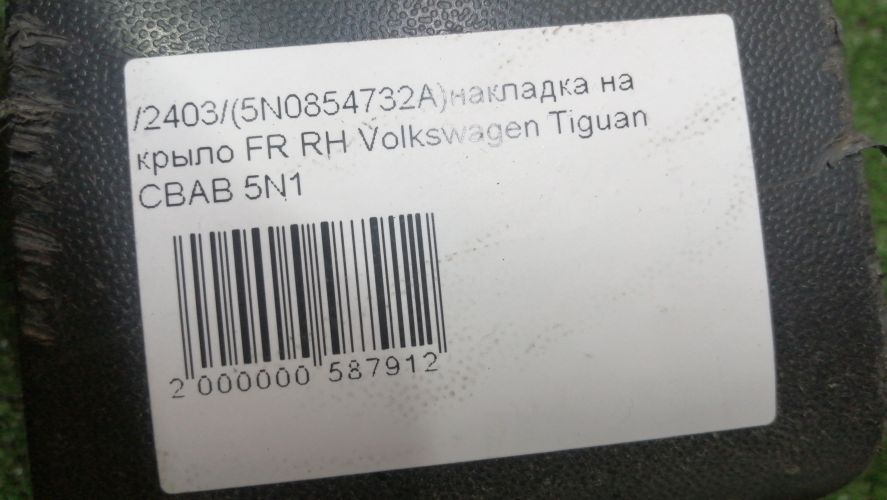 /2403/(5N0854732A)накладка на
крыло FR RH Volkswagen Tiguan
CBAB 5N1
2 000000 587912